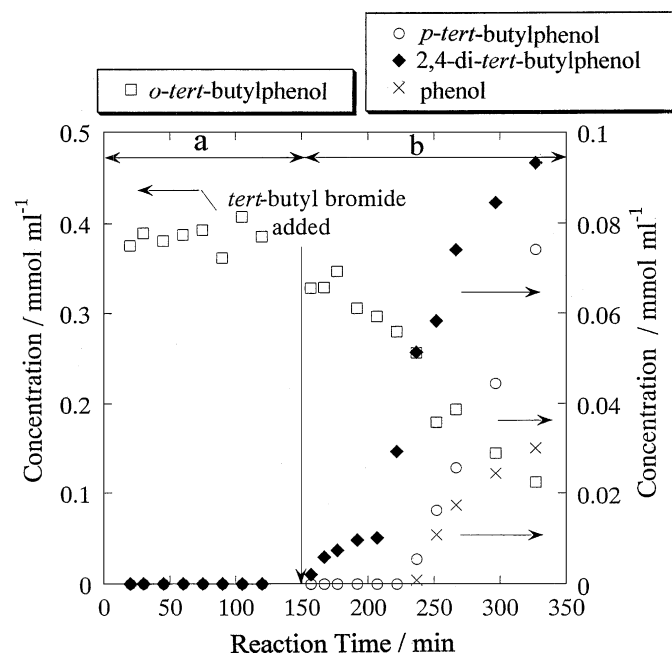 p-tert-butylphenol
2,4-di-tert-butylphenol
phenol
o-tert-butylphenol
0.5
0.4
0.3
0.2
0.1
0
Concentration / mmol ml⁻¹
a
b
tert-butyl bromide
added
0.1
0.08
0.06
0.04
0.02
0
Concentration / mmol ml⁻¹
0 50 100 150 200 250 300 350
Reaction Time / min